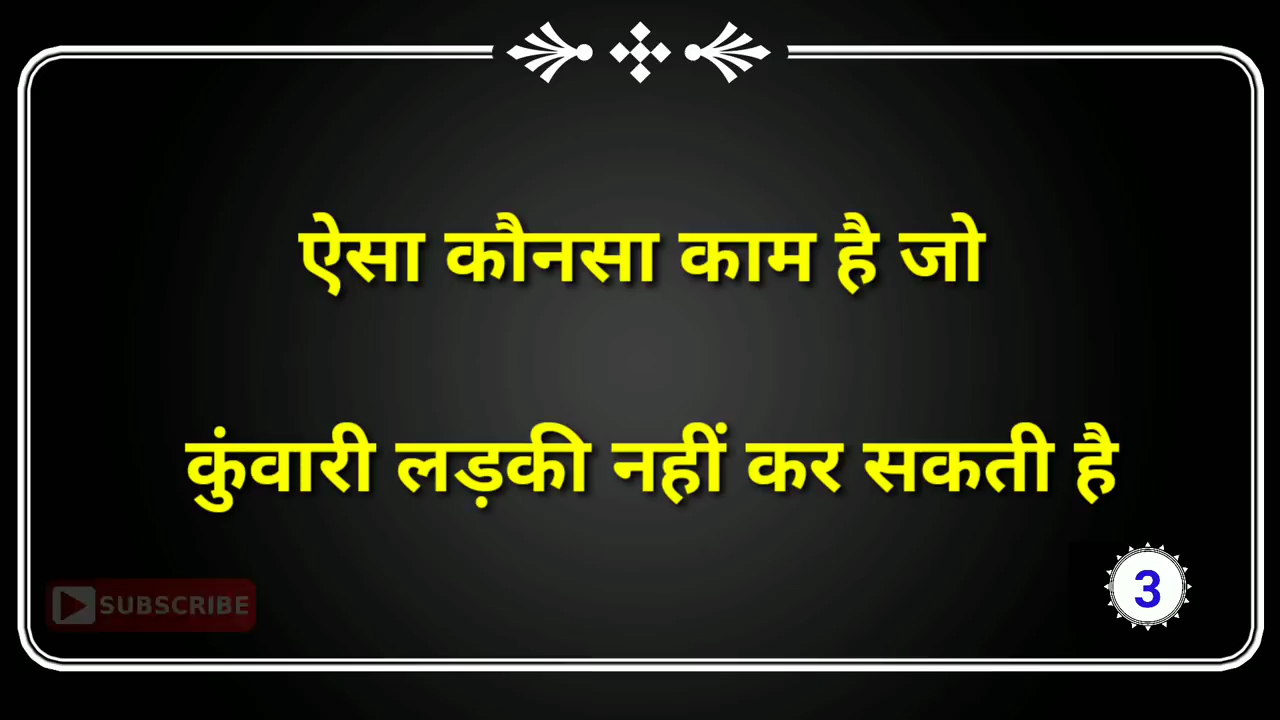 ऐसा कौनसा काम है जो
कुंवारी लड़की नहीं कर सकती है
SUBSCRIBE
3